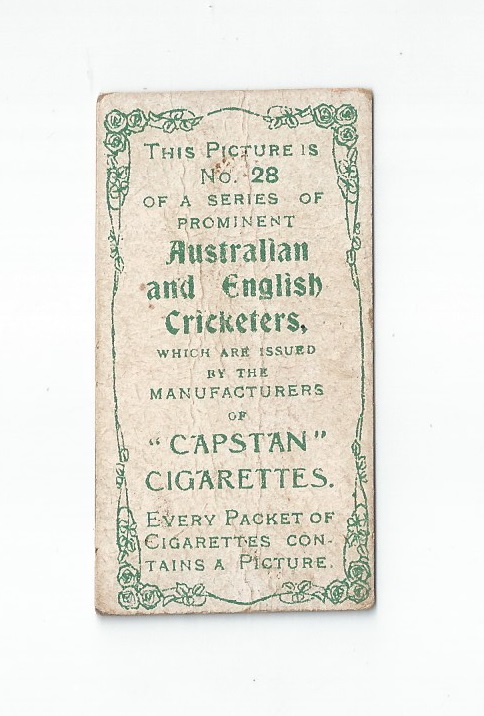 THIS PICTURE IS
No. 28
OF A SERIES OF
PROMINENT
Australian
and English
Cricketers,
WHICH ARE ISSUED
BY THE
MANUFACTURERS
OF
"CAPSTAN"
CIGARETTES.
EVERY PACKET OF
CIGARETTES CON-
TAINS A PICTURE.